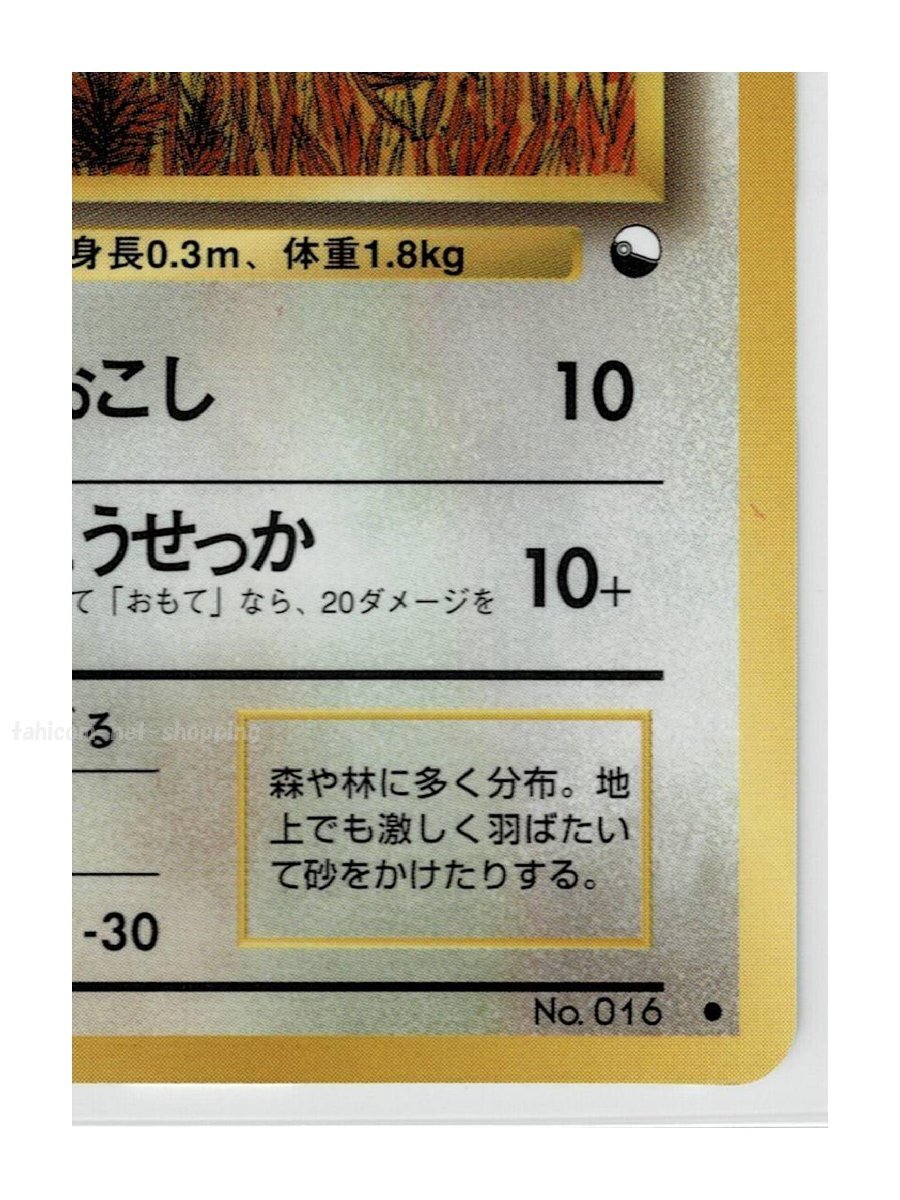 身長0.3m、体重1.8kg
おこし 10
うせっか 10+
て「おもて」なら、20ダメージを
る
tahicom.net shopping
森や林に多く分布。地
上でも激しく羽ばたい
て砂をかけたりする。
-30
No. 016